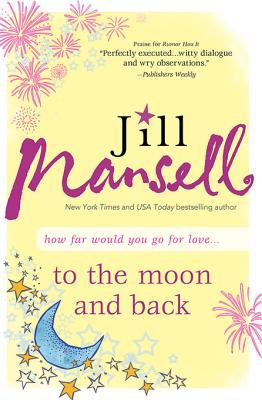 Praise for Rumor Has It
"Perfectly executed...witty dialogue
and wry observations."
—Publishers Weekly
Jill
Mansell
New York Times and USA Today bestselling author
how far would you go for love...
to the moon
and back